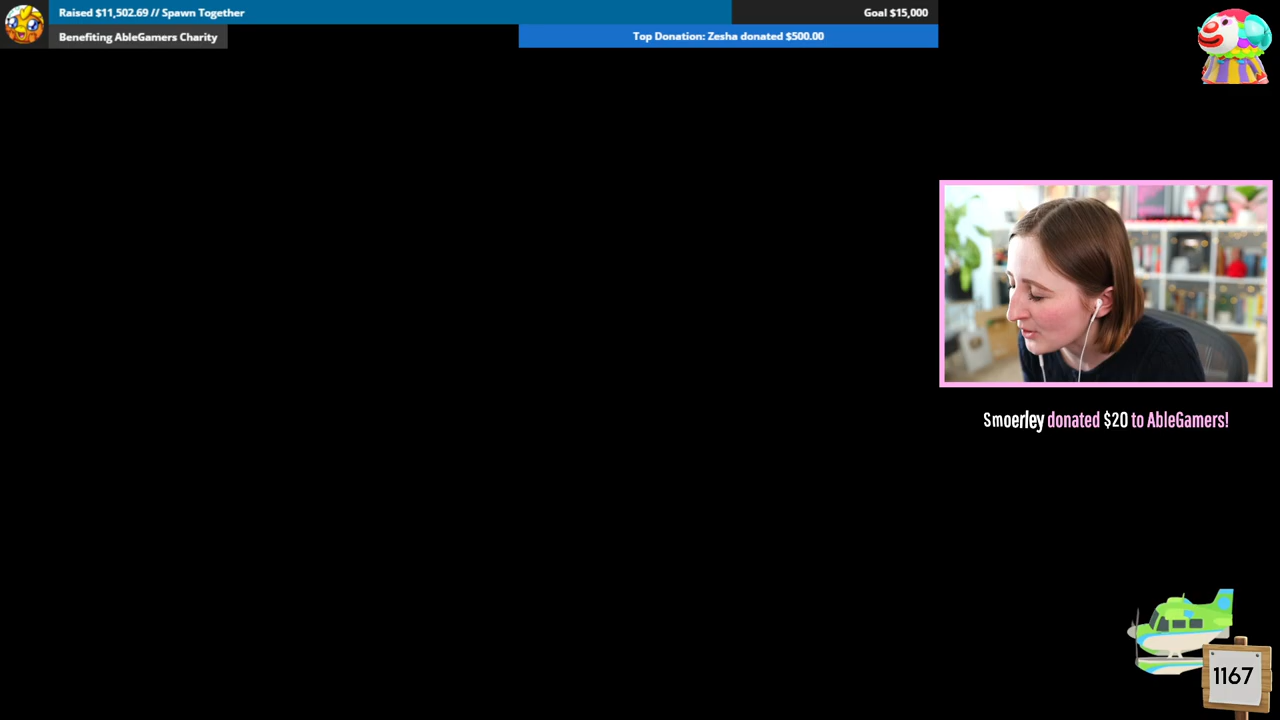 Raised $11,502.69 // Spawn Together
Goal $15,000
Benefiting AbleGamers Charity
Top Donation: Zesha donated $500.00
Smoerley donated $20 to AbleGamers!
1167